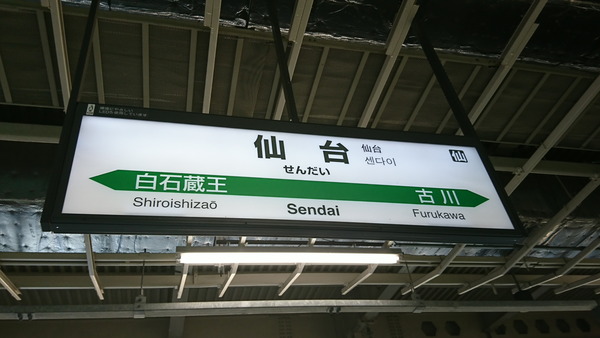 仙台
仙台
센다이
仙
せんだい
白石蔵王
古川
Shiroishizaō
Sendai
Furukawa